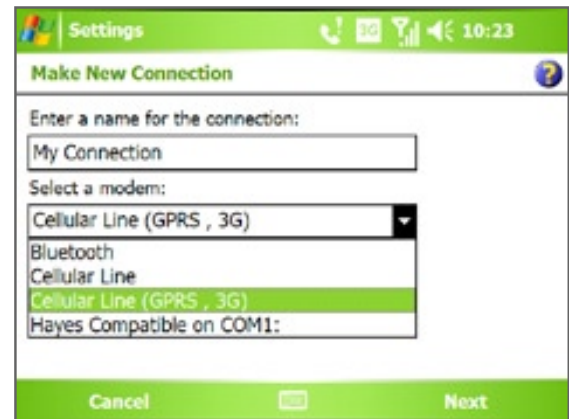 Settings
3G
10:23
Make New Connection
?
Enter a name for the connection:
My Connection
Select a modem:
Cellular Line (GPRS , 3G)
Bluetooth
Cellular Line
Cellular Line (GPRS , 3G)
Hayes Compatible on COM1:
Cancel
Next